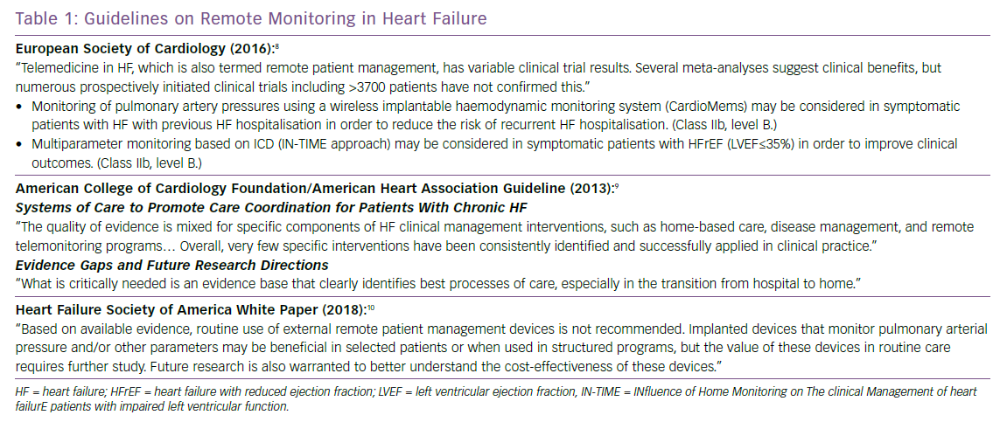 Table 1: Guidelines on Remote Monitoring in Heart Failure
European Society of Cardiology (2016):⁸
“Telemedicine in HF, which is also termed remote patient management, has variable clinical trial results. Several meta-analyses suggest clinical benefits, but
numerous prospectively initiated clinical trials including >3700 patients have not confirmed this.”
• Monitoring of pulmonary artery pressures using a wireless implantable haemodynamic monitoring system (CardioMems) may be considered in symptomatic
patients with HF with previous HF hospitalisation in order to reduce the risk of recurrent HF hospitalisation. (Class IIb, level B.)
• Multiparameter monitoring based on ICD (IN-TIME approach) may be considered in symptomatic patients with HFrEF (LVEF≤35%) in order to improve clinical
outcomes. (Class IIb, level B.)
American College of Cardiology Foundation/American Heart Association Guideline (2013):⁹
Systems of Care to Promote Care Coordination for Patients With Chronic HF
“The quality of evidence is mixed for specific components of HF clinical management interventions, such as home-based care, disease management, and remote
telemonitoring programs… Overall, very few specific interventions have been consistently identified and successfully applied in clinical practice.”
Evidence Gaps and Future Research Directions
“What is critically needed is an evidence base that clearly identifies best processes of care, especially in the transition from hospital to home.”
Heart Failure Society of America White Paper (2018):¹⁰
“Based on available evidence, routine use of external remote patient management devices is not recommended. Implanted devices that monitor pulmonary arterial
pressure and/or other parameters may be beneficial in selected patients or when used in structured programs, but the value of these devices in routine care
requires further study. Future research is also warranted to better understand the cost-effectiveness of these devices.”
HF = heart failure; HFrEF = heart failure with reduced ejection fraction; LVEF = left ventricular ejection fraction, IN-TIME = INfluence of Home Monitoring on The clinical Management of heart
failurE patients with impaired left ventricular function.